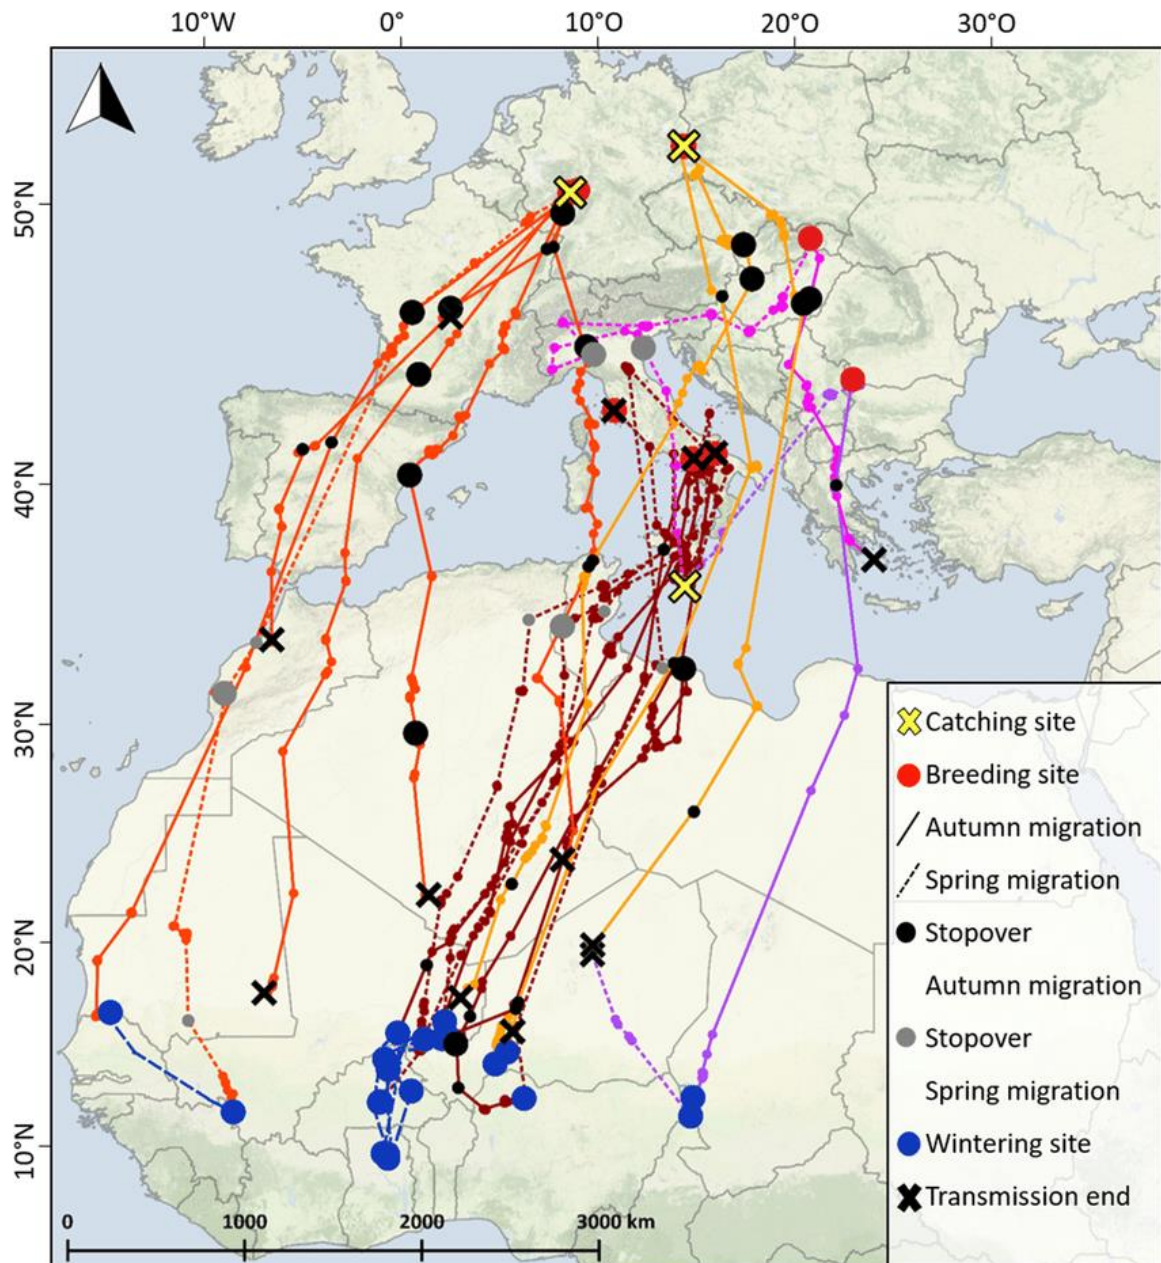 10°W 0° 10°O 20°O 30°O
50°N
40°N
30°N
20°N
10°N
Catching site
Breeding site
Autumn migration
Spring migration
Stopover
Autumn migration
Stopover
Spring migration
Wintering site
Transmission end
0 1000 2000 3000 km